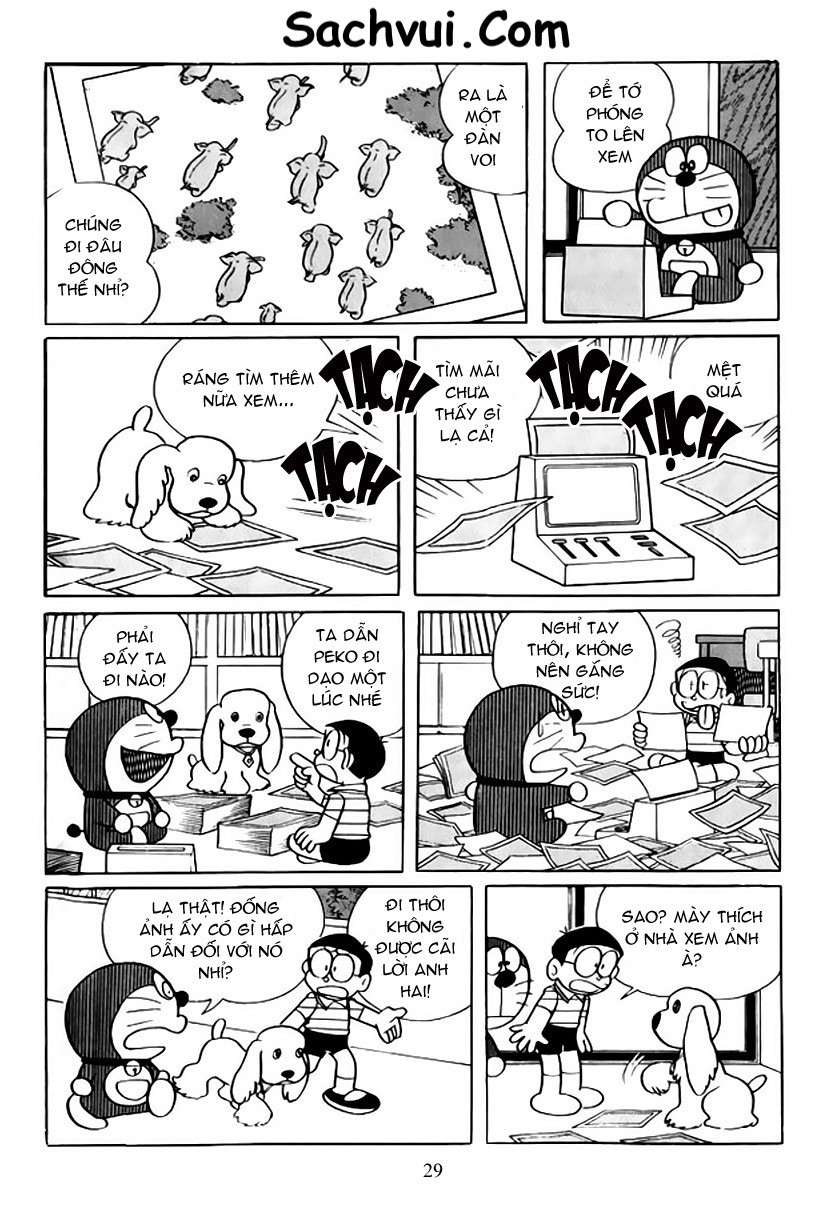 Sachvui.Com
ĐỂ TỚ
PHÓNG
TO LÊN
XEM
RA LÀ
MỘT
ĐÀN
VOI
CHÚNG
ĐI ĐÂU
ĐÔNG
THẾ NHỈ?
MỆT
QUÁ
TẠCH
TẠCH
TÌM MÃI
CHƯA
THẤY GÌ
LẠ CẢ!
TẠCH
TẠCH
RÁNG TÌM THÊM
NỮA XEM...
NGHỈ TAY
THÔI, KHÔNG
NÊN GẮNG
SỨC!
TA DẪN
PEKO ĐI
DẠO MỘT
LÚC NHÉ
PHẢI
ĐẤY TA
ĐI NÀO!
SAO? MÀY THÍCH
Ở NHÀ XEM ẢNH
À?
ĐI THÔI
KHÔNG
ĐƯỢC CÃI
LỜI ANH
HAI!
LẠ THẬT! ĐỐNG
ẢNH ẤY CÓ GÌ HẤP
DẪN ĐỐI VỚI NÓ
NHỈ?
29